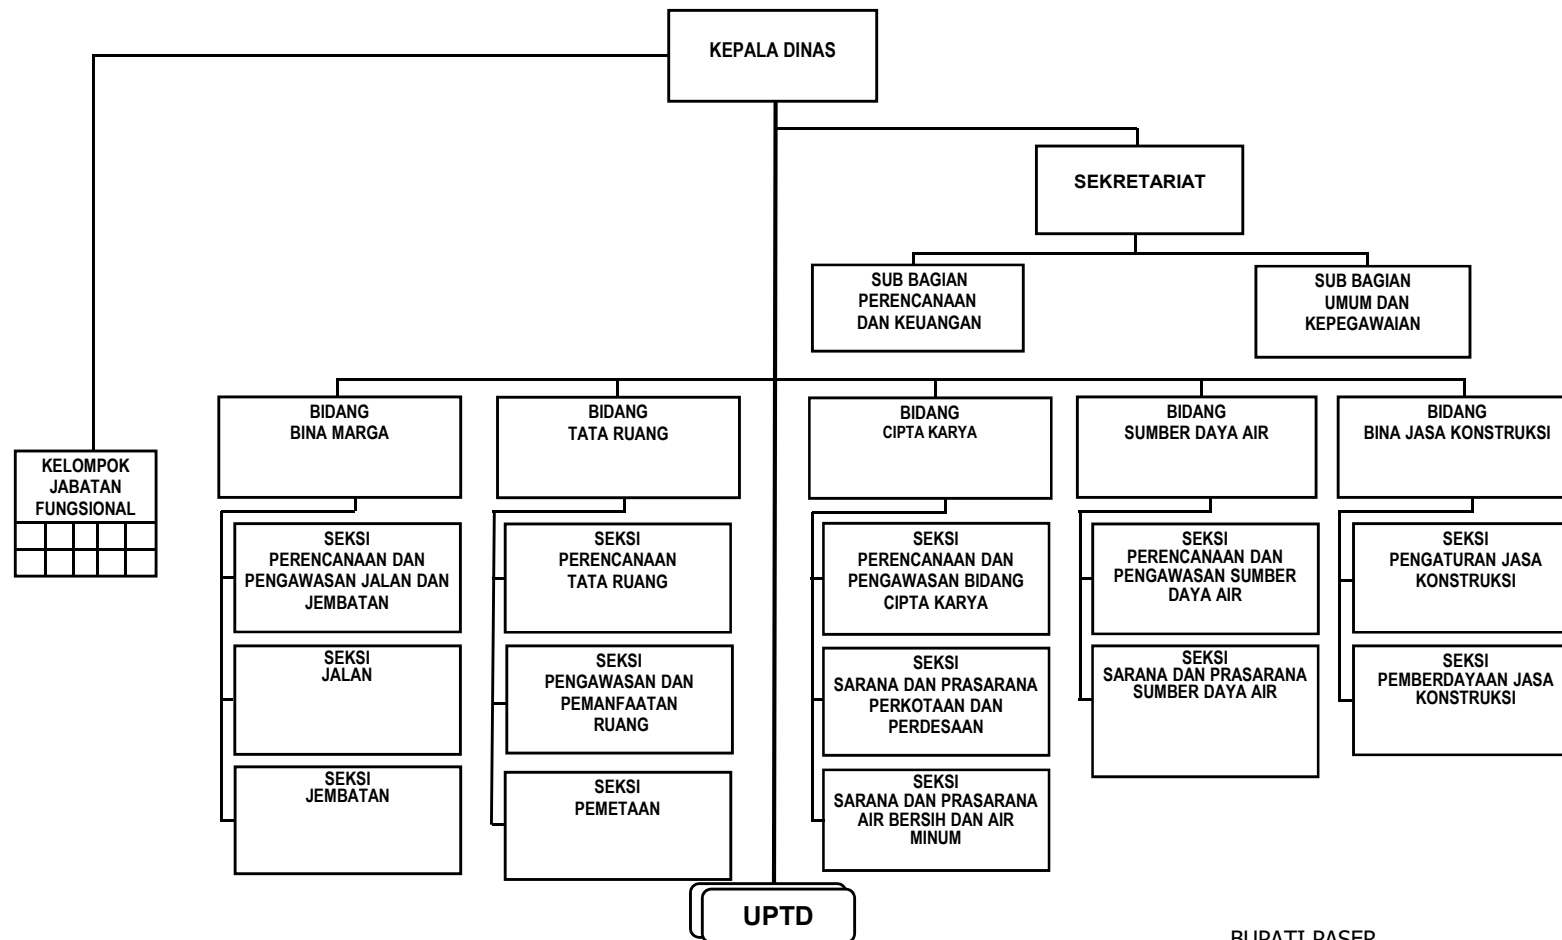 KEPALA DINAS
SEKRETARIAT
SUB BAGIAN
PERENCANAAN
DAN KEUANGAN
SUB BAGIAN
UMUM DAN
KEPEGAWAIAN
KELOMPOK
JABATAN
FUNGSIONAL
BIDANG
BINA MARGA
SEKSI
PERENCANAAN DAN
PENGAWASAN JALAN DAN
JEMBATAN
SEKSI
JALAN
SEKSI
JEMBATAN
BIDANG
TATA RUANG
SEKSI
PERENCANAAN
TATA RUANG
SEKSI
PENGAWASAN DAN
PEMANFAATAN
RUANG
SEKSI
PEMETAAN
BIDANG
CIPTA KARYA
SEKSI
PERENCANAAN DAN
PENGAWASAN BIDANG
CIPTA KARYA
SEKSI
SARANA DAN PRASARANA
PERKOTAAN DAN
PERDESAAN
SEKSI
SARANA DAN PRASARANA
AIR BERSIH DAN AIR
MINUM
BIDANG
SUMBER DAYA AIR
SEKSI
PERENCANAAN DAN
PENGAWASAN SUMBER
DAYA AIR
SEKSI
SARANA DAN PRASARANA
SUMBER DAYA AIR
BIDANG
BINA JASA KONSTRUKSI
SEKSI
PENGATURAN JASA
KONSTRUKSI
SEKSI
PEMBERDAYAAN JASA
KONSTRUKSI
UPTD
BUPATI PASER